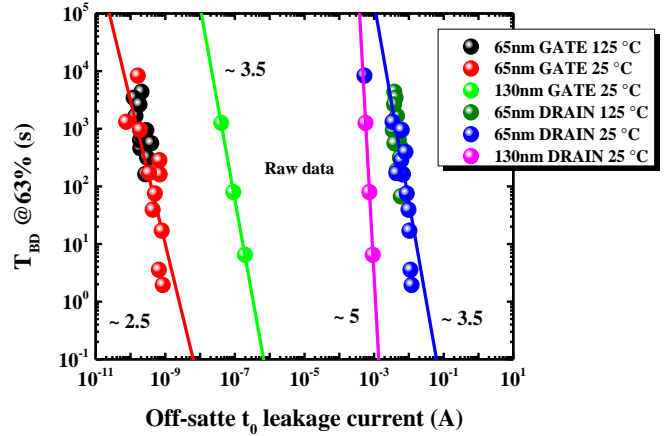 65nm GATE 125 °C
65nm GATE 25 °C
130nm GATE 25 °C
65nm DRAIN 125 °C
65nm DRAIN 25 °C
130nm DRAIN 25 °C
T_BD @63% (s)
10^5
10^4
10^3
10^2
10^1
10^0
10^-1
~ 3.5
Raw data
~ 2.5
~ 5
~ 3.5
10^-11 10^-9 10^-7 10^-5 10^-3 10^-1 10^1
Off-satte t_0 leakage current (A)